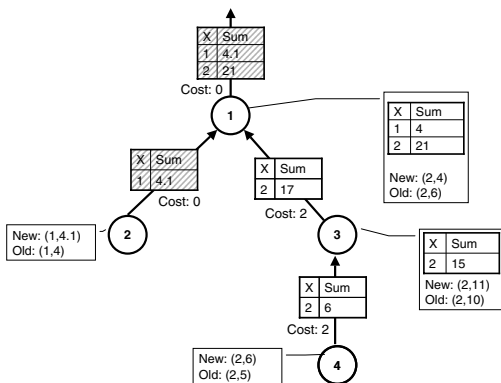 X Sum
1 4.1
2 21
Cost: 0
1
X Sum
1 4
2 21
New: (2,4)
Old: (2,6)
X Sum
1 4.1
Cost: 0
X Sum
2 17
Cost: 2
New: (1,4.1)
Old: (1,4)
2
3
X Sum
2 15
New: (2,11)
Old: (2,10)
X Sum
2 6
Cost: 2
New: (2,6)
Old: (2,5)
4